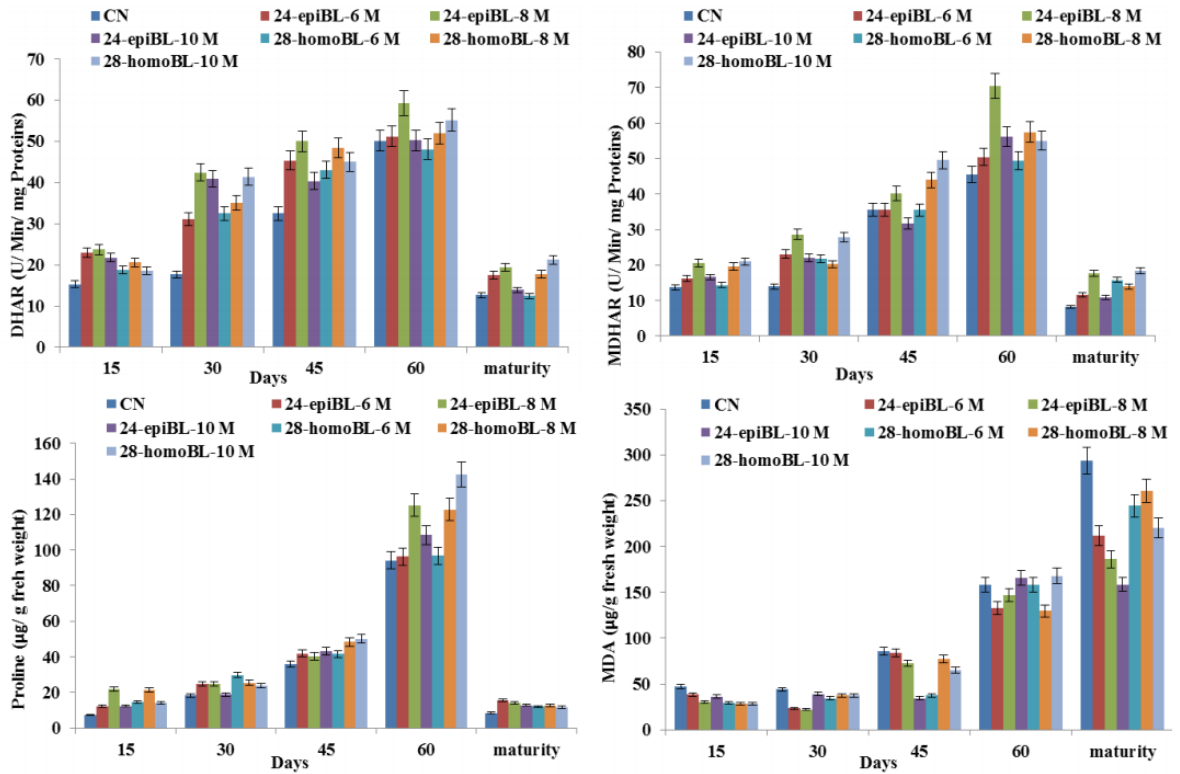 CN 24-epiBL-6 M 24-epiBL-8 M
24-epiBL-10 M 28-homoBL-6 M 28-homoBL-8 M
28-homoBL-10 M
DHAR (U/ Min/ mg Proteins)
70
60
50
40
30
20
10
0
15 30 45 60 maturity
Days
CN 24-epiBL-6 M 24-epiBL-8 M
24-epiBL-10 M 28-homoBL-6 M 28-homoBL-8 M
28-homoBL-10 M
MDHAR (U/ Min/ mg Proteins)
80
70
60
50
40
30
20
10
0
15 30 45 60 maturity
Days
CN 24-epiBL-6 M 24-epiBL-8 M
24-epiBL-10 M 28-homoBL-6 M 28-homoBL-8 M
28-homoBL-10 M
Proline (µg/ g freh weight)
160
140
120
100
80
60
40
20
0
15 30 45 60 maturity
Days
CN 24-epiBL-6 M 24-epiBL-8 M
24-epiBL-10 M 28-homoBL-6 M 28-homoBL-8 M
28-homoBL-10 M
MDA (µg/g fresh weight)
350
300
250
200
150
100
50
0
15 30 45 60 maturity
Days